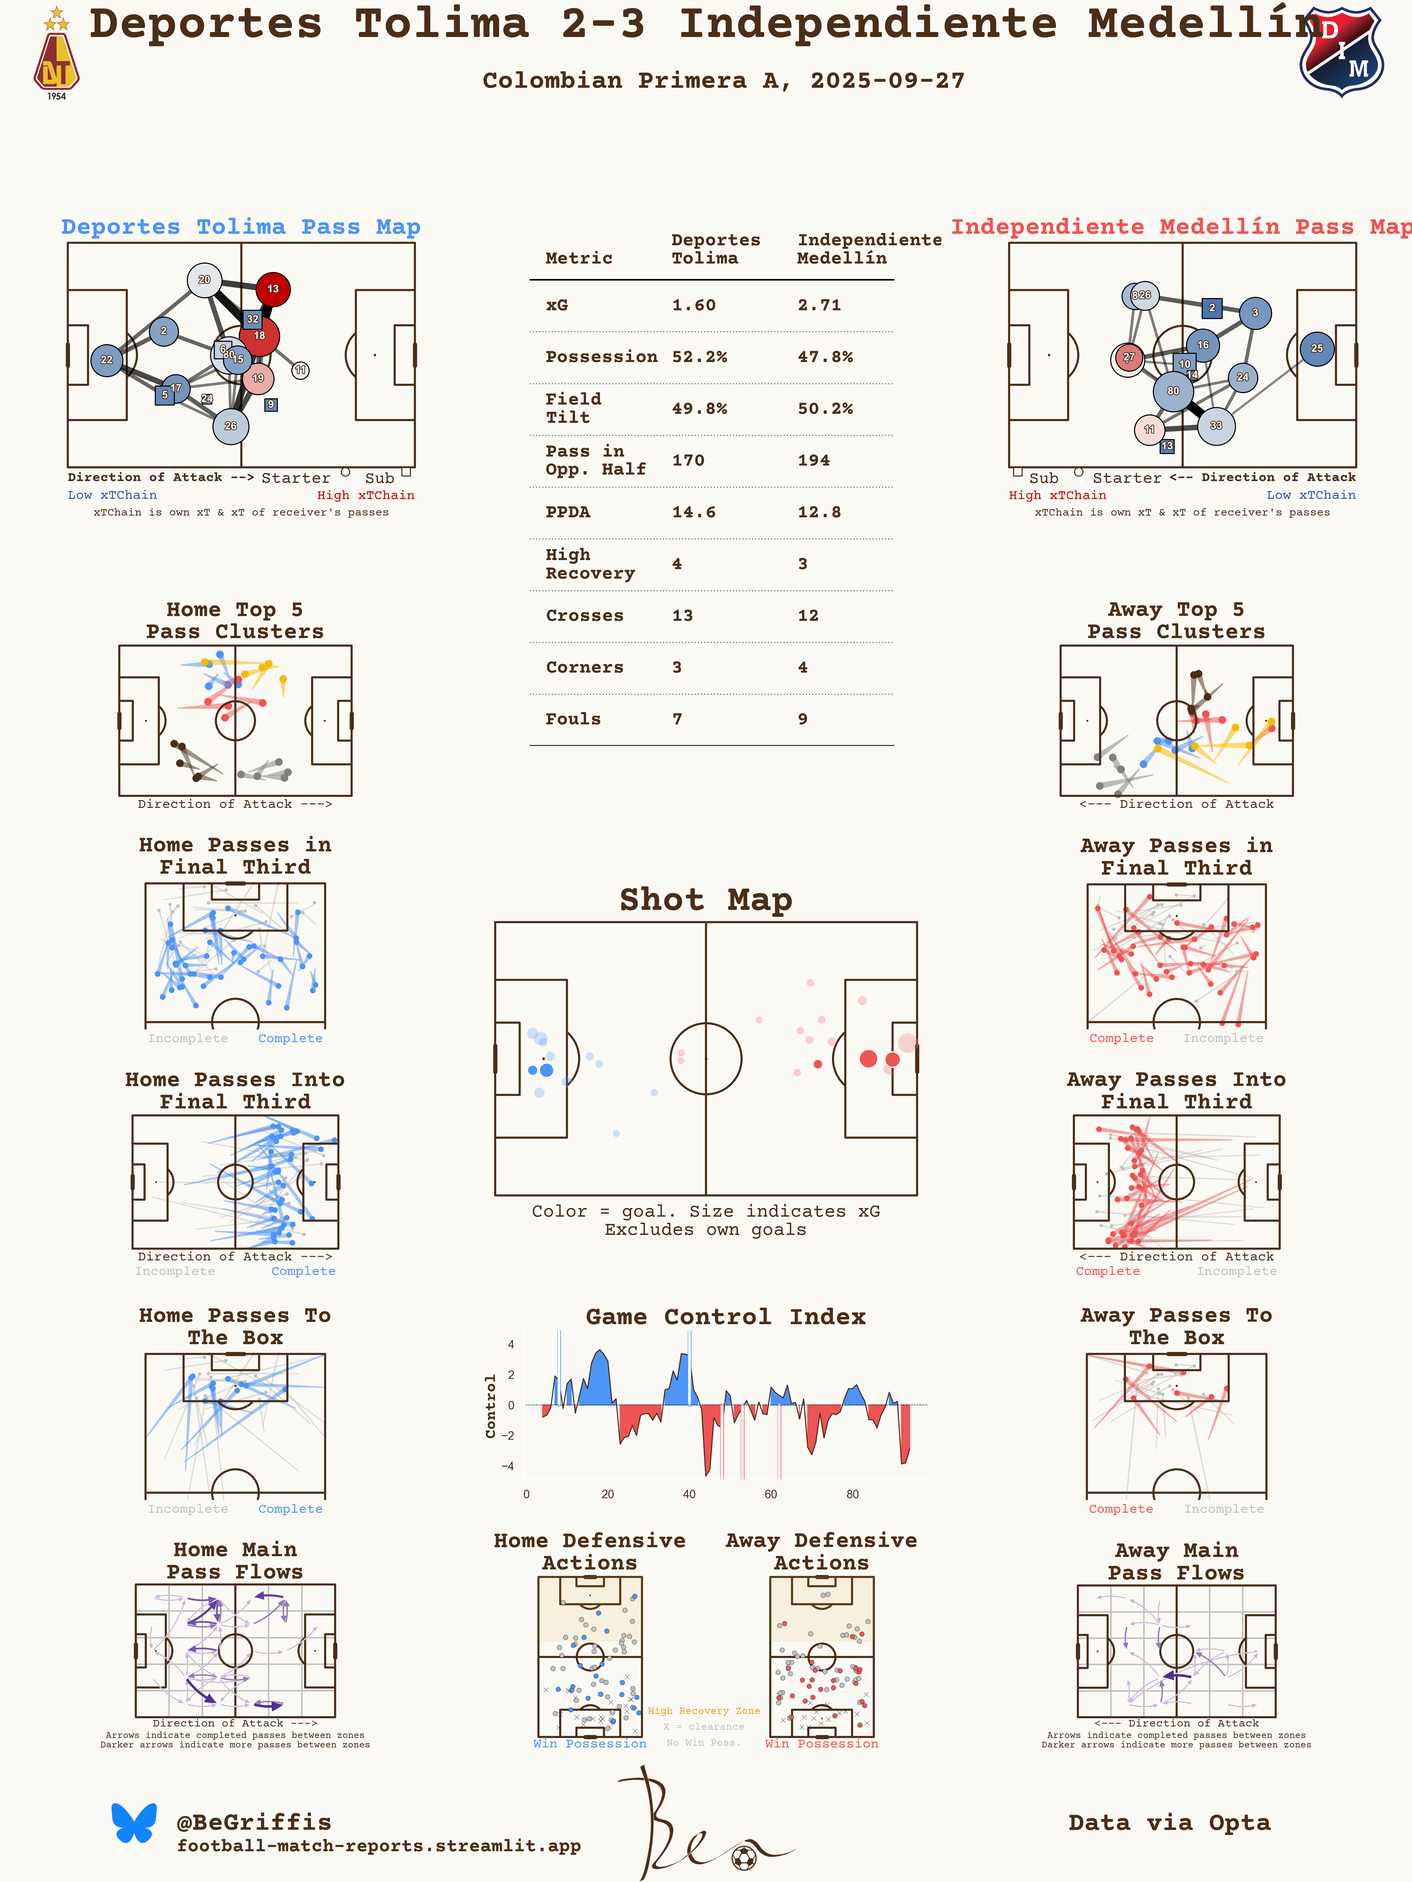 Deportes Tolima 2-3 Independiente Medellín
Colombian Primera A, 2025-09-27
1954
DIM
Deportes Tolima Pass Map
20
13
32
18
2
6
80
15
22
11
19
17
5
24
9
26
Direction of Attack --> Starter Sub
Low xTChain High xTChain
xTChain is own xT & xT of receiver's passes
Metric Deportes Tolima Independiente Medellín
xG 1.60 2.71
Possession 52.2% 47.8%
Field Tilt 49.8% 50.2%
Pass in Opp. Half 170 194
PPDA 14.6 12.8
High Recovery 4 3
Crosses 13 12
Corners 3 4
Fouls 7 9
Independiente Medellín Pass Map
8 26
2
3
16
25
27
10
14
24
80
11
33
13
Sub Starter <-- Direction of Attack
High xTChain Low xTChain
xTChain is own xT & xT of receiver's passes
Home Top 5
Pass Clusters
Direction of Attack --->
Away Top 5
Pass Clusters
<--- Direction of Attack
Home Passes in
Final Third
Incomplete Complete
Away Passes in
Final Third
Complete Incomplete
Shot Map
Color = goal. Size indicates xG
Excludes own goals
Home Passes Into
Final Third
Direction of Attack --->
Incomplete Complete
Away Passes Into
Final Third
<--- Direction of Attack
Complete Incomplete
Home Passes To
The Box
Incomplete Complete
Game Control Index
Control
4
2
0
−2
−4
0 20 40 60 80
Away Passes To
The Box
Complete Incomplete
Home Main
Pass Flows
Direction of Attack --->
Arrows indicate completed passes between zones
Darker arrows indicate more passes between zones
Home Defensive
Actions
Win Possession
High Recovery Zone
X = clearance
No Win Poss.
Away Defensive
Actions
Win Possession
Away Main
Pass Flows
<--- Direction of Attack
Arrows indicate completed passes between zones
Darker arrows indicate more passes between zones
@BeGriffis
football-match-reports.streamlit.app
Ben
Data via Opta